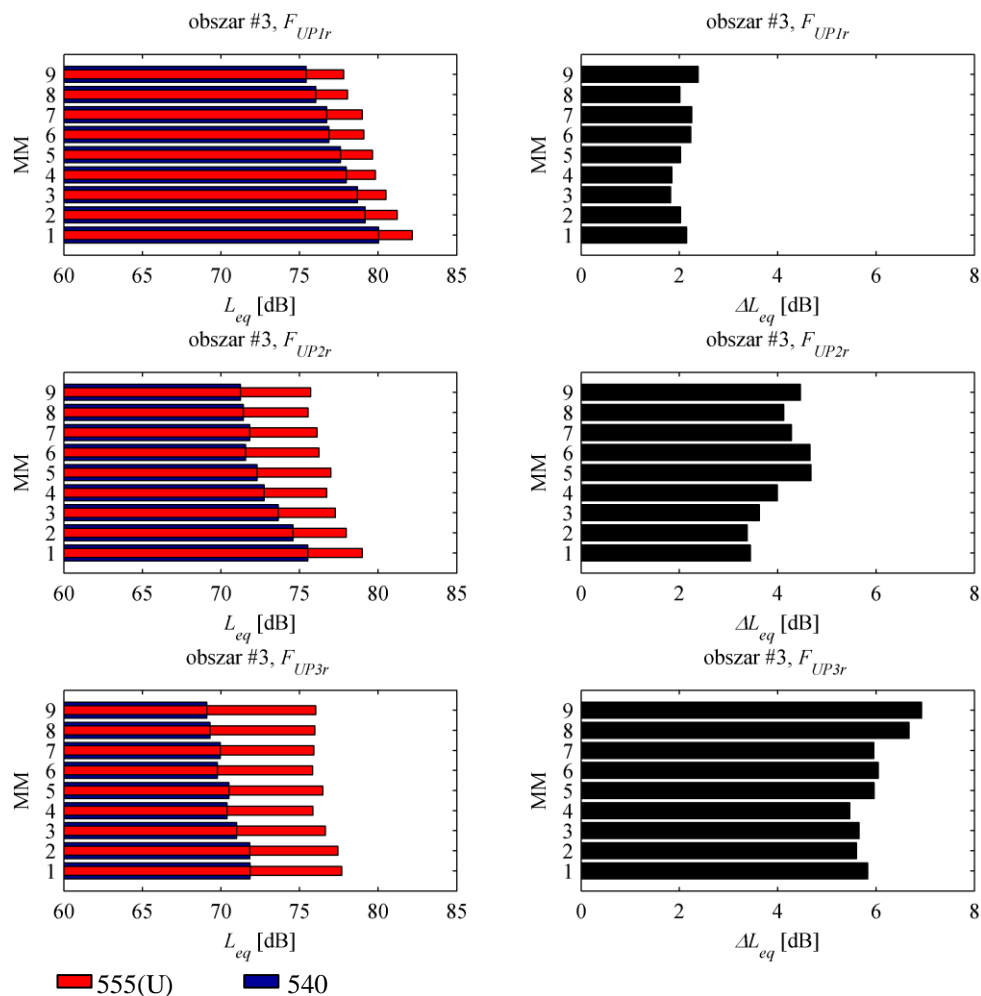 obszar #3, F_UP1r
MM
9
8
7
6
5
4
3
2
1
60 65 70 75 80 85
L_eq [dB]
obszar #3, F_UP1r
MM
9
8
7
6
5
4
3
2
1
0 2 4 6 8
ΔL_eq [dB]
obszar #3, F_UP2r
MM
9
8
7
6
5
4
3
2
1
60 65 70 75 80 85
L_eq [dB]
obszar #3, F_UP2r
MM
9
8
7
6
5
4
3
2
1
0 2 4 6 8
ΔL_eq [dB]
obszar #3, F_UP3r
MM
9
8
7
6
5
4
3
2
1
60 65 70 75 80 85
L_eq [dB]
obszar #3, F_UP3r
MM
9
8
7
6
5
4
3
2
1
0 2 4 6 8
ΔL_eq [dB]
555(U) 540